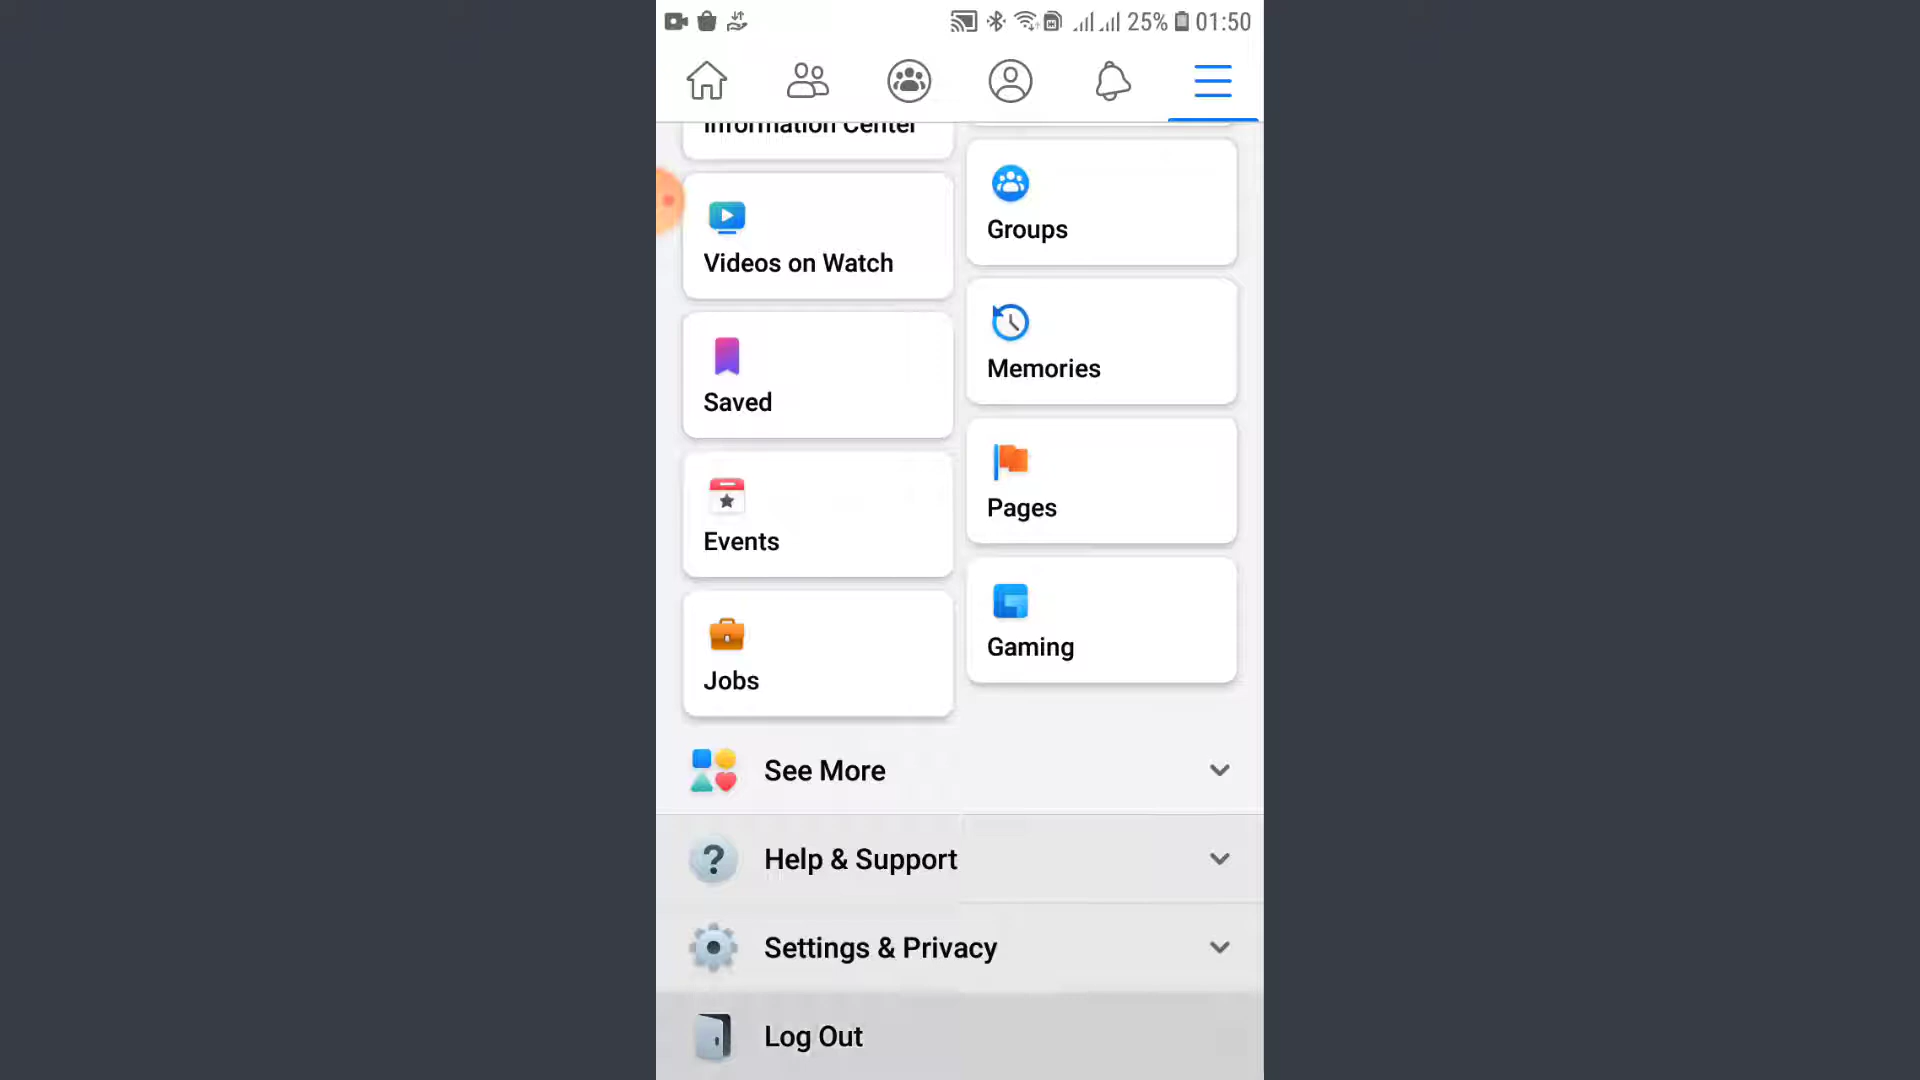 25% 01:50
Information Center
Groups
Videos on Watch
Memories
Saved
Pages
Events
Gaming
Jobs
See More
Help & Support
Settings & Privacy
Log Out